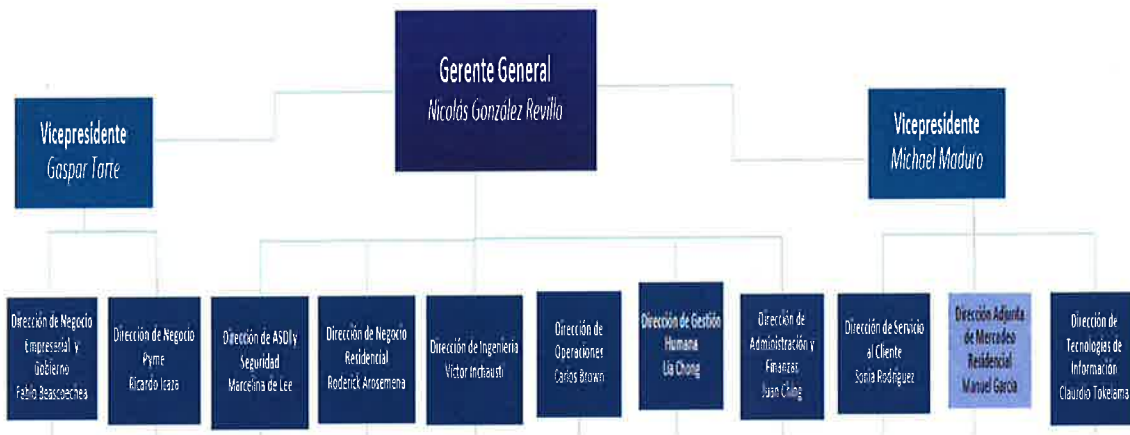 Gerente General
Nicolás González Revilla
Vicepresidente
Gaspar Tarte
Vicepresidente
Michael Maduro
Dirección de Negocio
Empresarial y
Gobierno
Fabio Beascoechea
Dirección de Negocio
Pyme
Ricardo Icaza
Dirección de ASDI y
Seguridad
Marcelina de Lee
Dirección de Negocio
Residencial
Roderick Arosemena
Dirección de Ingeniería
Víctor Inchausti
Dirección de
Operaciones
Carlos Brown
Dirección de Gestión
Humana
Lia Chong
Dirección de
Administración y
Finanzas
Juan Ching
Dirección de Servicio
al Cliente
Sonia Rodríguez
Dirección Adjunta
de Mercadeo
Residencial
Manuel García
Dirección de
Tecnologías de
Información
Claurdio Tokeiama